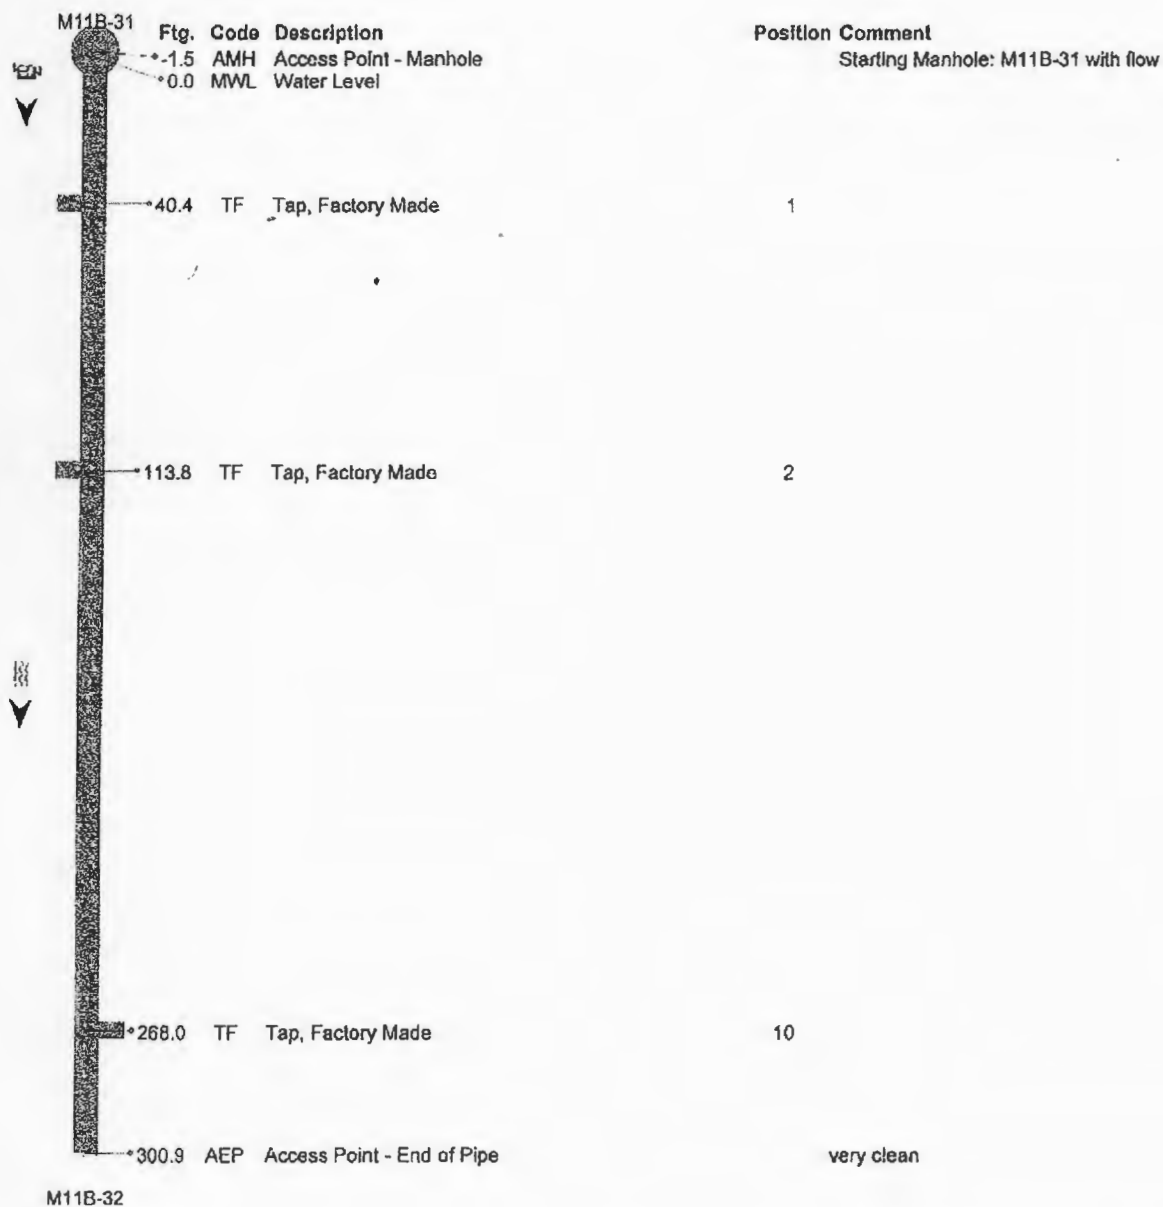 M11B-31
Ftg. Code Description Position Comment
-1.5 AMH Access Point - Manhole Starting Manhole: M11B-31 with flow
0.0 MWL Water Level
40.4 TF Tap, Factory Made 1
113.8 TF Tap, Factory Made 2
268.0 TF Tap, Factory Made 10
300.9 AEP Access Point - End of Pipe very clean
M11B-32